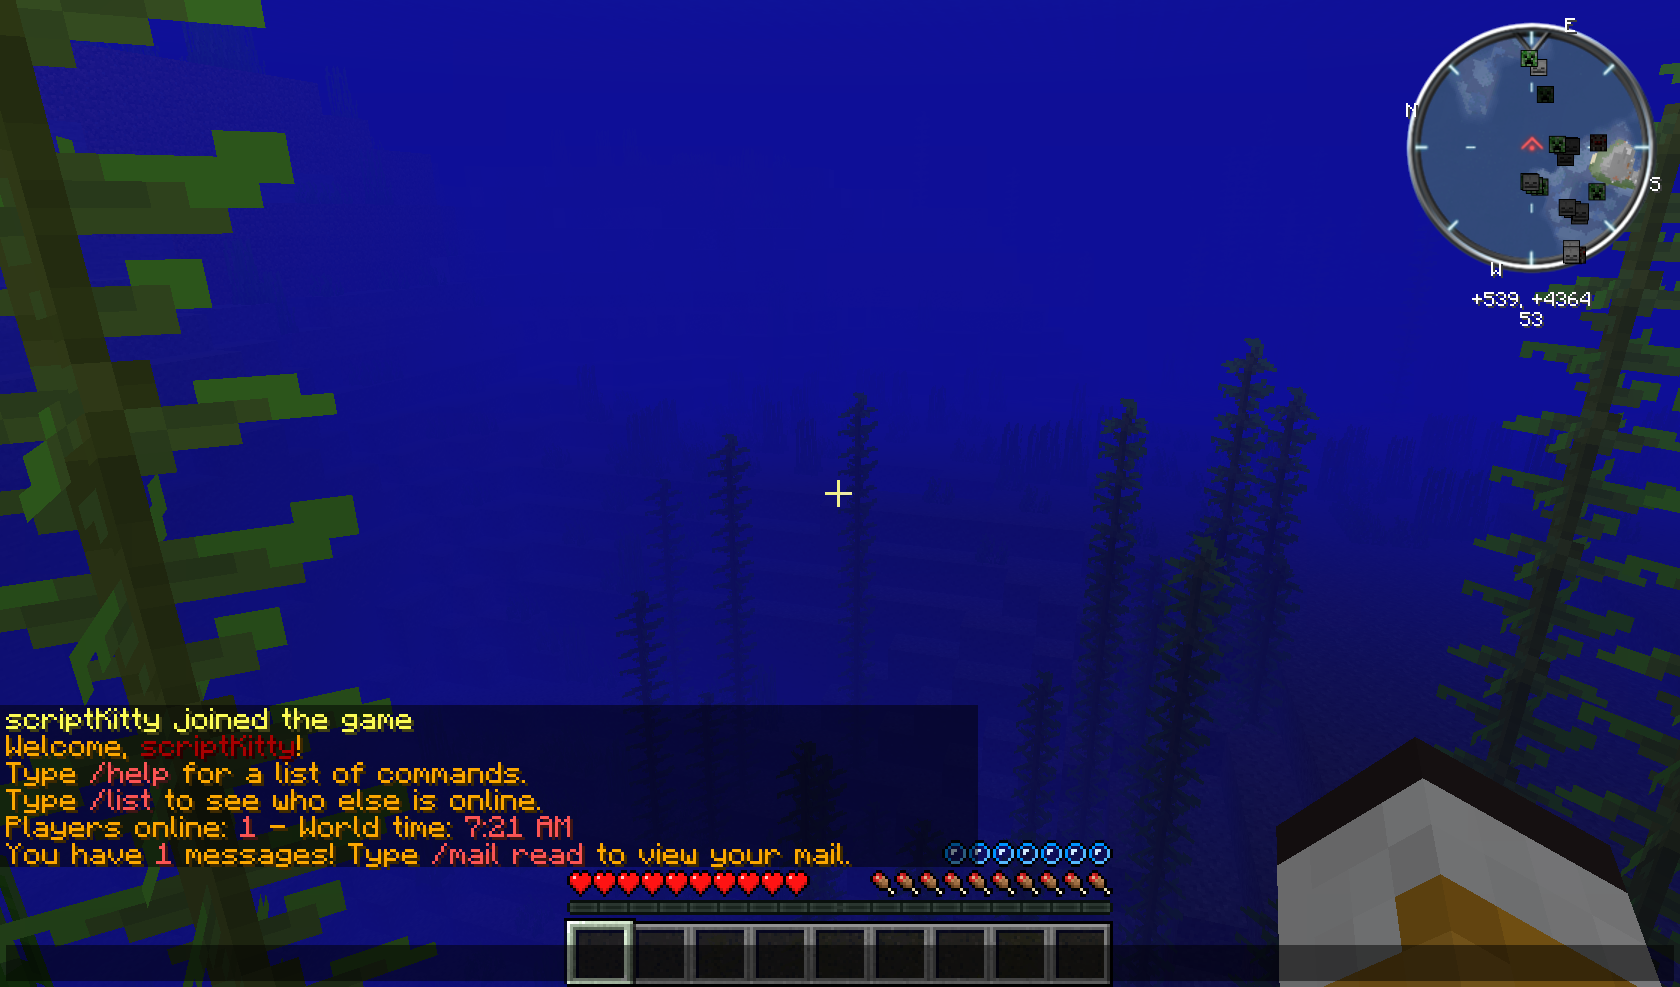 E
N
S
W
+539, +4364
53
scriptKitty joined the game
Welcome, scriptKitty!
Type /help for a list of commands.
Type /list to see who else is online.
Players online: 1 - World time: 7:21 AM
You have 1 messages! Type /mail read to view your mail.